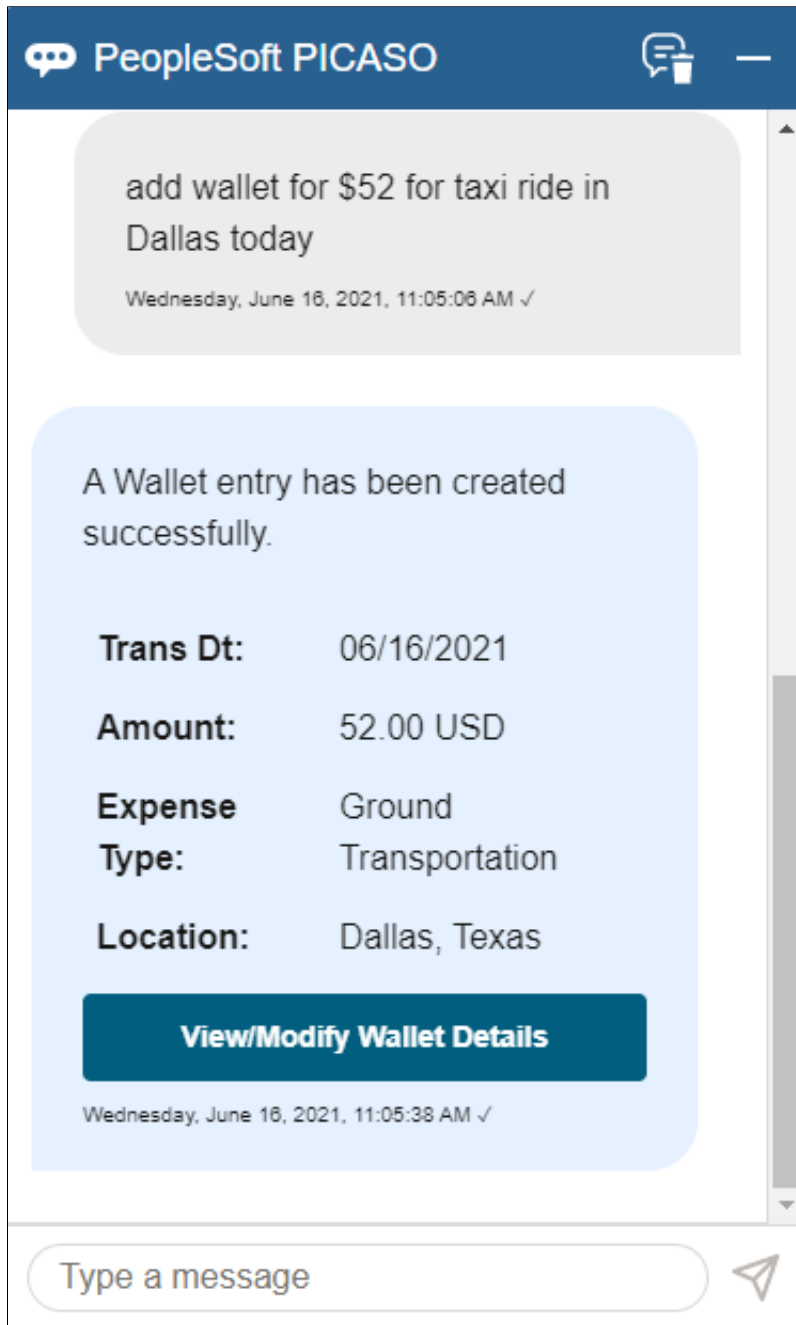 PeopleSoft PICASO
add wallet for $52 for taxi ride in
Dallas today
Wednesday, June 16, 2021, 11:05:06 AM ✓
A Wallet entry has been created
successfully.
Trans Dt: 06/16/2021
Amount: 52.00 USD
Expense Ground
Type: Transportation
Location: Dallas, Texas
View/Modify Wallet Details
Wednesday, June 16, 2021, 11:05:38 AM ✓
Type a message